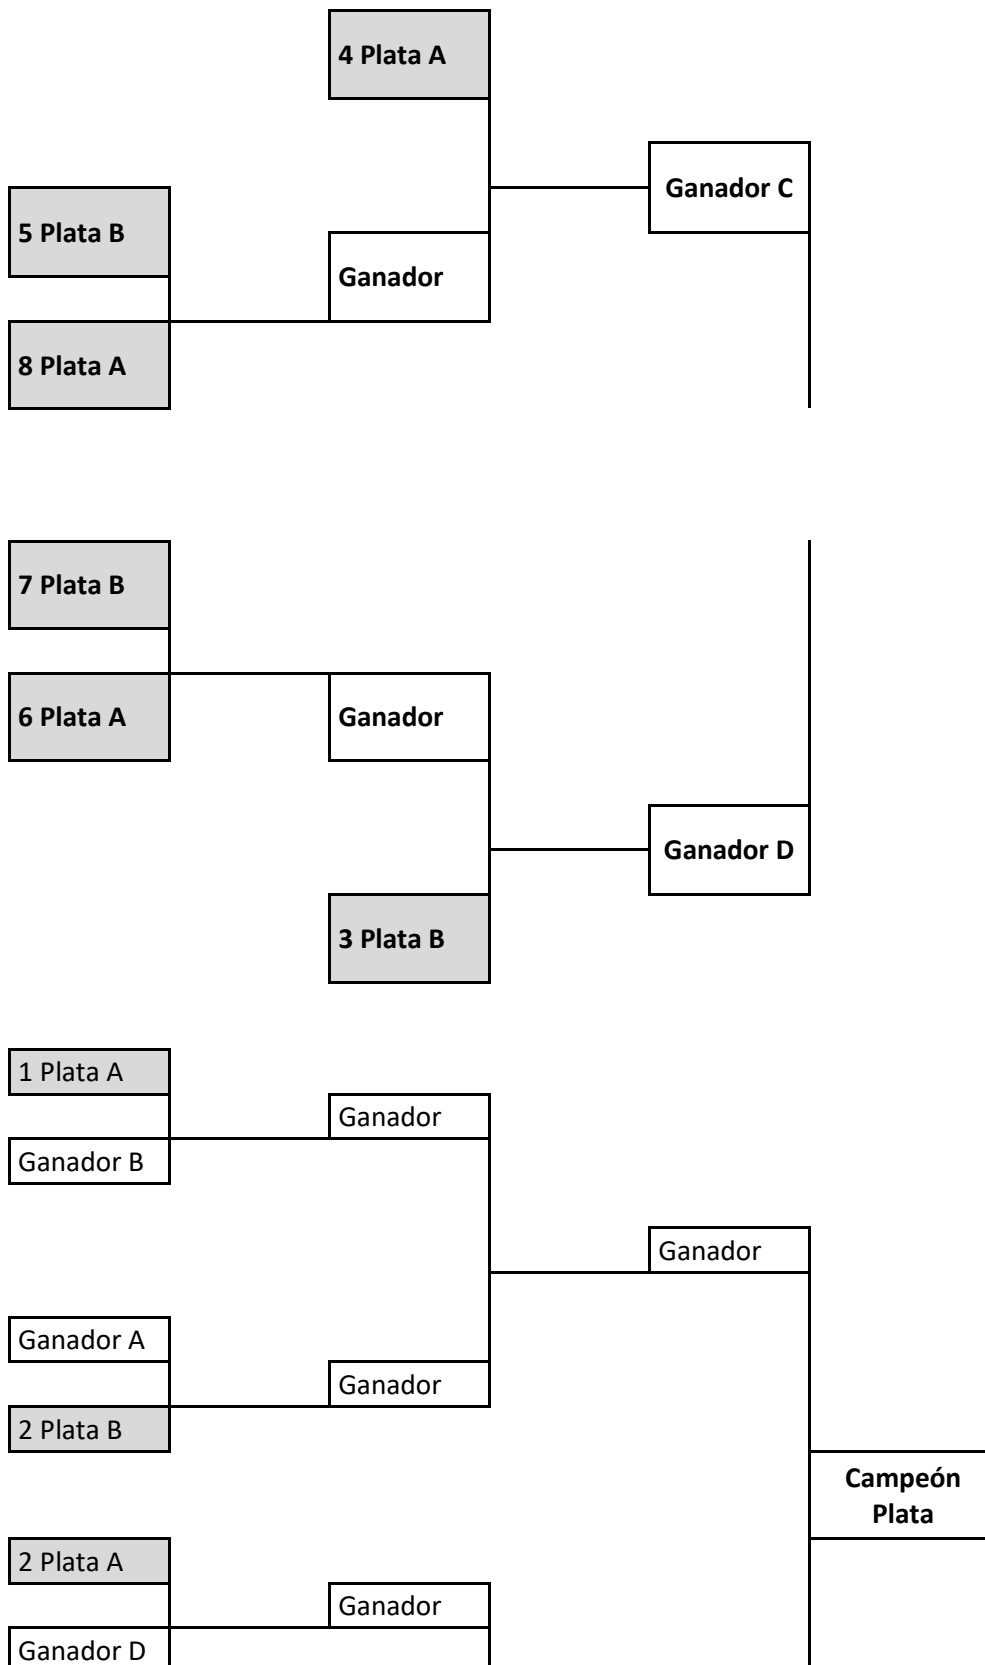 4 Plata A
Ganador C
5 Plata B
Ganador
8 Plata A
7 Plata B
6 Plata A
Ganador
Ganador D
3 Plata B
1 Plata A
Ganador
Ganador B
Ganador
Ganador A
Ganador
2 Plata B
Campeón
Plata
2 Plata A
Ganador
Ganador D